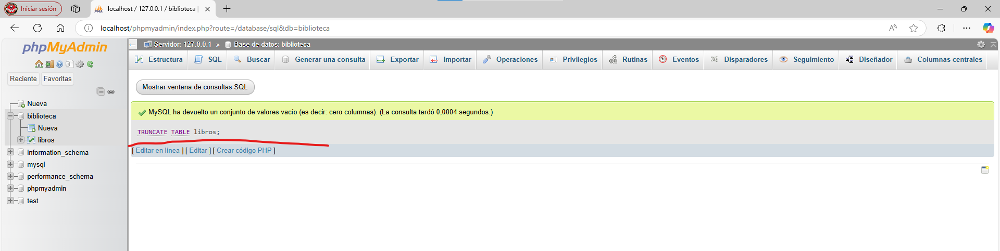 Iniciar sesión
localhost / 127.0.0.1 / biblioteca |
localhost/phpmyadmin/index.php?route=/database/sql&db=biblioteca
phpMyAdmin
Reciente Favoritas
Nueva
biblioteca
Nueva
libros
information_schema
mysql
performance_schema
phpmyadmin
test
Servidor: 127.0.0.1 » Base de datos: biblioteca
Estructura SQL Buscar Generar una consulta Exportar Importar Operaciones Privilegios Rutinas Eventos Disparadores Seguimiento Diseñador Columnas centrales
Mostrar ventana de consultas SQL
MySQL ha devuelto un conjunto de valores vacío (es decir: cero columnas). (La consulta tardó 0,0004 segundos.)
TRUNCATE TABLE libros;
[ Editar en línea ] [ Editar ] [ Crear código PHP ]